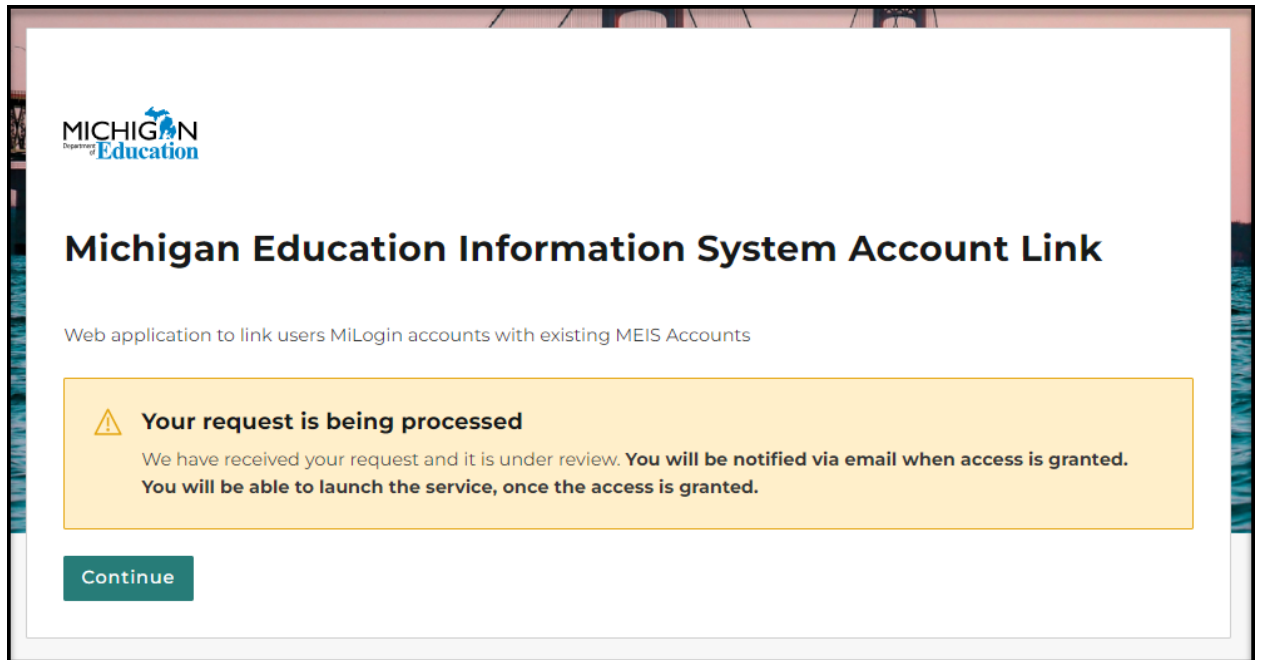 MICHIGAN
Department of Education
Michigan Education Information System Account Link
Web application to link users MiLogin accounts with existing MEIS Accounts
Your request is being processed
We have received your request and it is under review. You will be notified via email when access is granted.
You will be able to launch the service, once the access is granted.
Continue